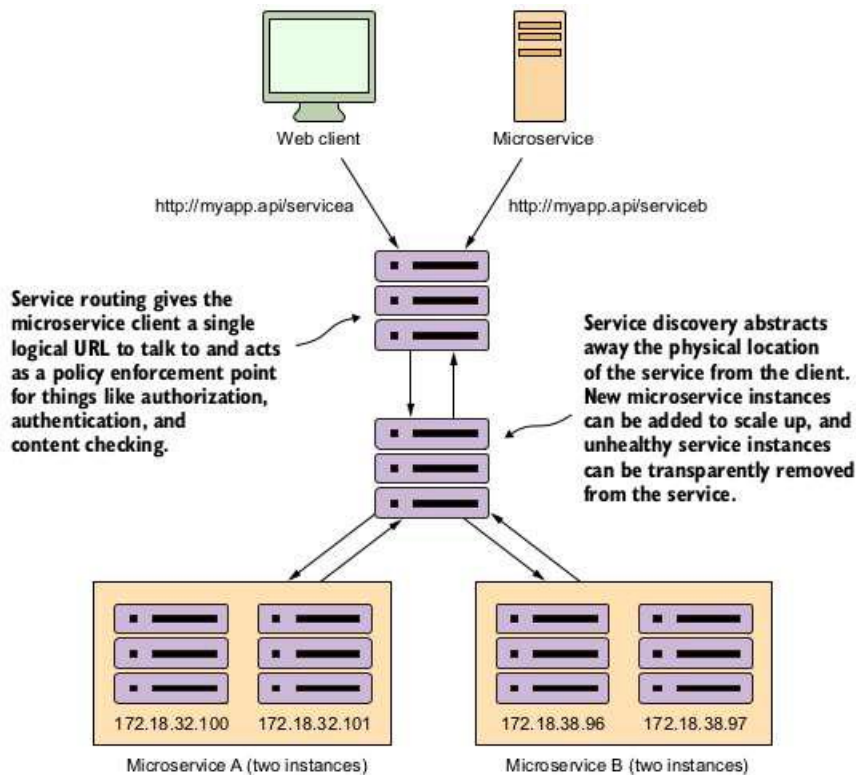 Web client
Microservice
http://myapp.api/servicea
http://myapp.api/serviceb
Service routing gives the
microservice client a single
logical URL to talk to and acts
as a policy enforcement point
for things like authorization,
authentication, and
content checking.
Service discovery abstracts
away the physical location
of the service from the client.
New microservice instances
can be added to scale up, and
unhealthy service instances
can be transparently removed
from the service.
172.18.32.100
172.18.32.101
172.18.38.96
172.18.38.97
Microservice A (two instances)
Microservice B (two instances)